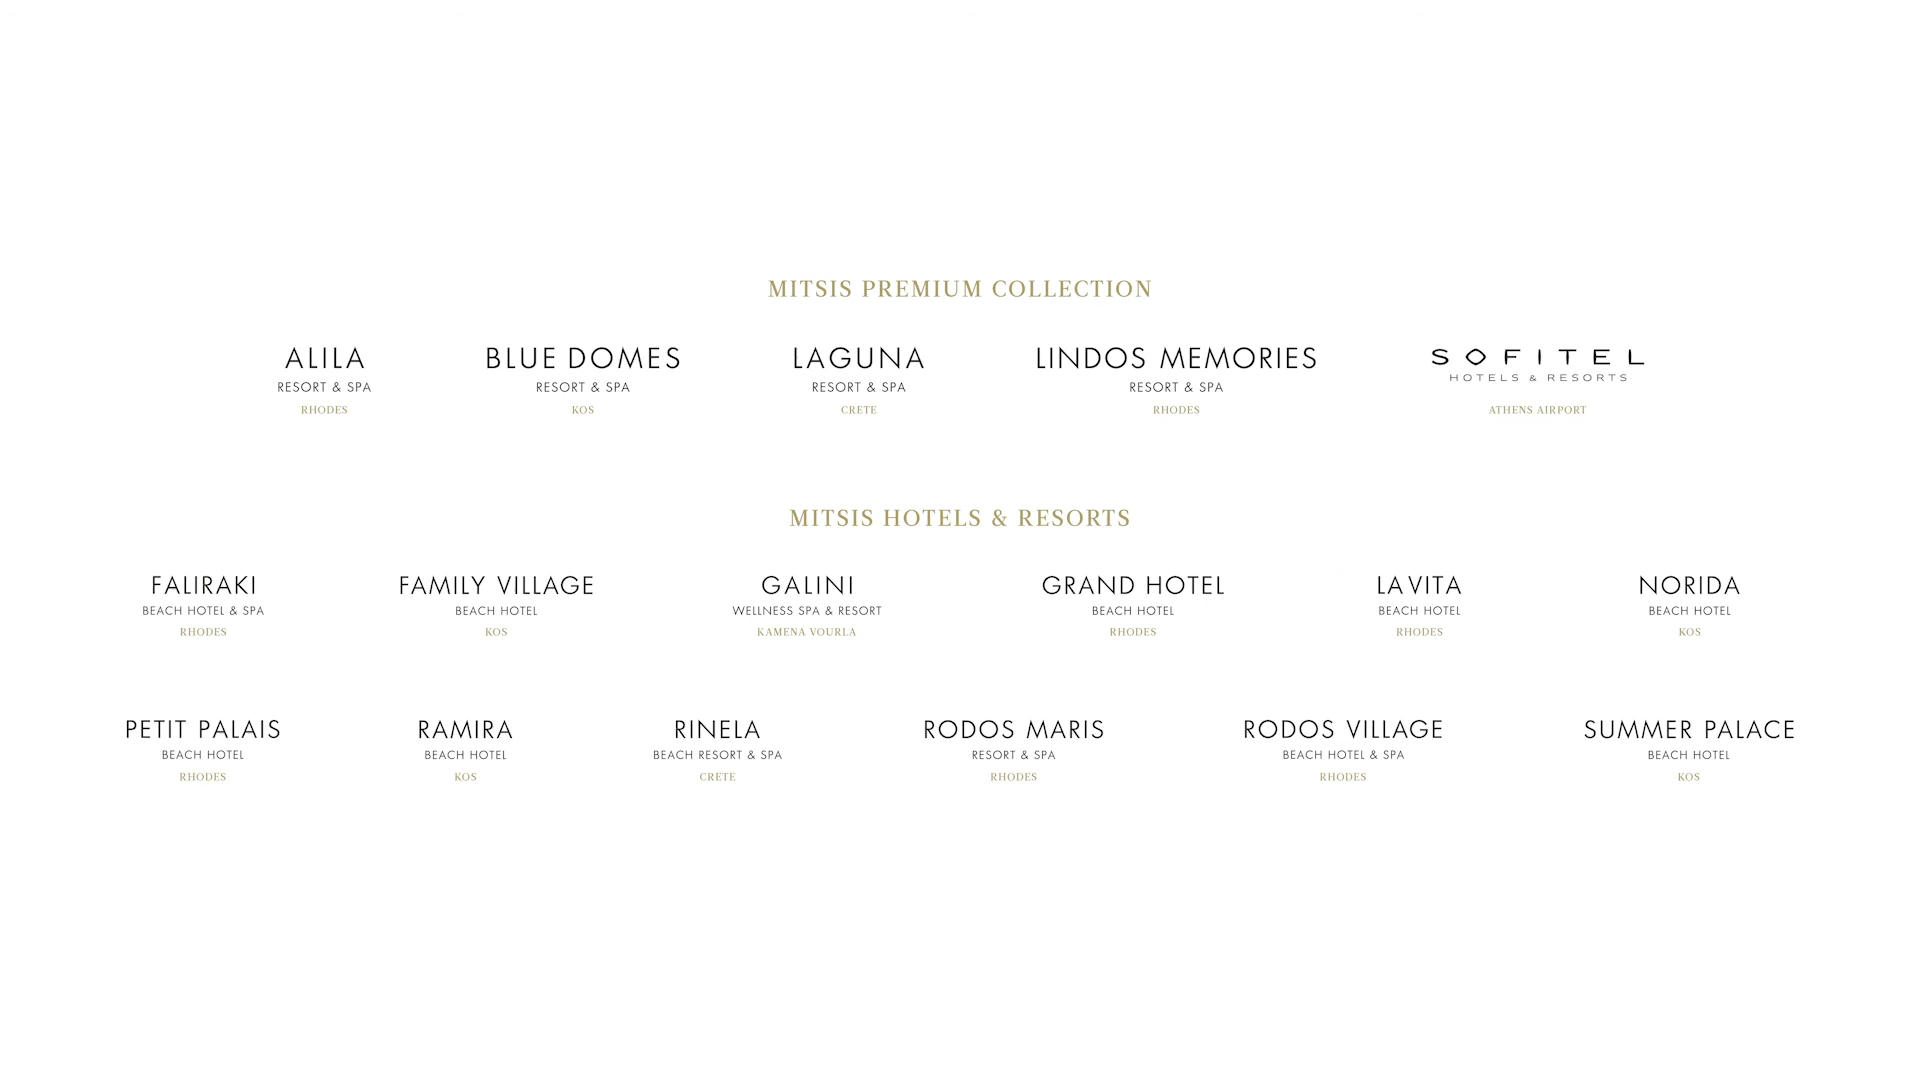 MITSIS PREMIUM COLLECTION
ALILA
RESORT & SPA
RHODES
BLUE DOMES
RESORT & SPA
KOS
LAGUNA
RESORT & SPA
CRETE
LINDOS MEMORIES
RESORT & SPA
RHODES
SOFITEL
HOTELS & RESORTS
ATHENS AIRPORT
MITSIS HOTELS & RESORTS
FALIRAKI
BEACH HOTEL & SPA
RHODES
FAMILY VILLAGE
BEACH HOTEL
KOS
GALINI
WELLNESS SPA & RESORT
KAMENA VOURLA
GRAND HOTEL
BEACH HOTEL
RHODES
LA VITA
BEACH HOTEL
RHODES
NORIDA
BEACH HOTEL
KOS
PETIT PALAIS
BEACH HOTEL
RHODES
RAMIRA
BEACH HOTEL
KOS
RINELA
BEACH RESORT & SPA
CRETE
RODOS MARIS
RESORT & SPA
RHODES
RODOS VILLAGE
BEACH HOTEL & SPA
RHODES
SUMMER PALACE
BEACH HOTEL
KOS